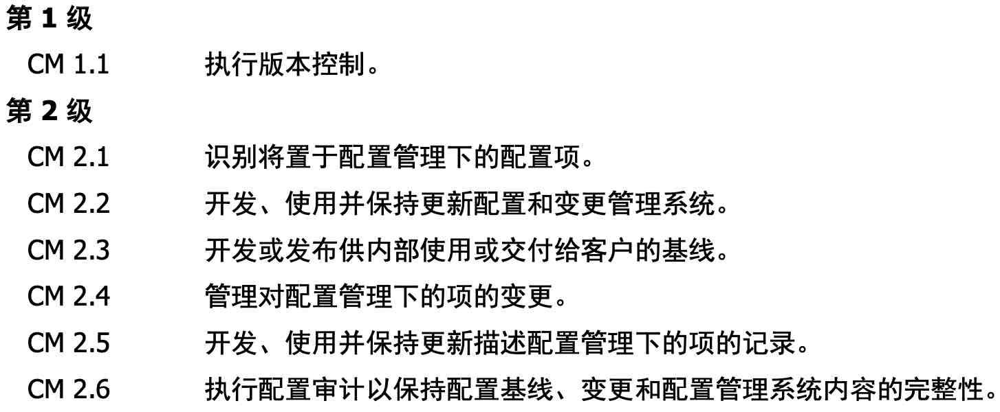 第 1 级
CM 1.1 执行版本控制。
第 2 级
CM 2.1 识别将置于配置管理下的配置项。
CM 2.2 开发、使用并保持更新配置和变更管理系统。
CM 2.3 开发或发布供内部使用或交付给客户的基线。
CM 2.4 管理对配置管理下的项的变更。
CM 2.5 开发、使用并保持更新描述配置管理下的项的记录。
CM 2.6 执行配置审计以保持配置基线、变更和配置管理系统内容的完整性。